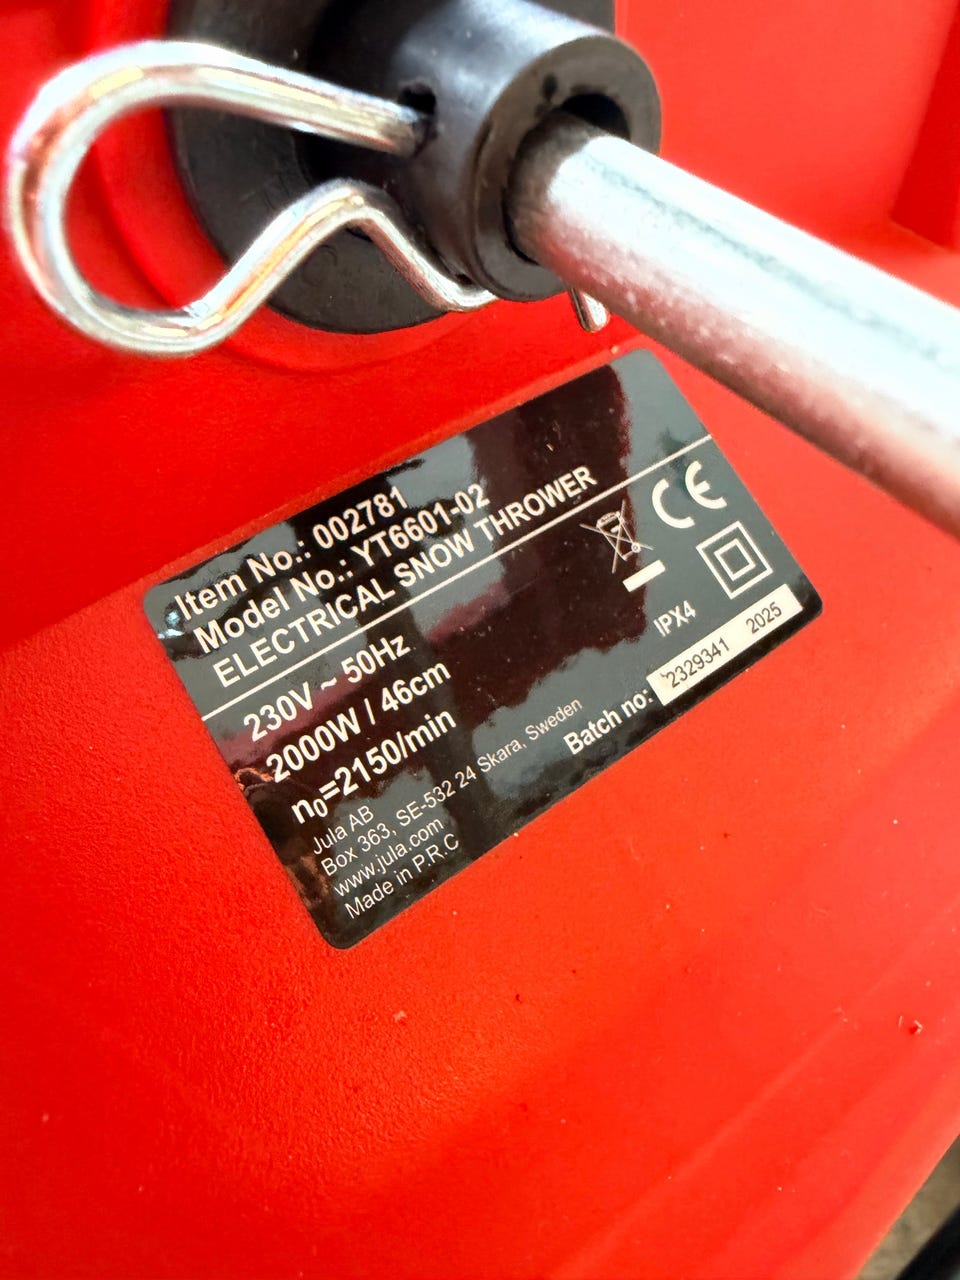 Item No.: 002781
Model No.: YT6601-02
ELECTRICAL SNOW THROWER
230V ~ 50Hz
2000W / 46cm
n₀=2150/min
Jula AB
Box 363, SE-532 24 Skara, Sweden
www.jula.com
Made in P.R.C
CE
IPX4
Batch no: 2329341 2025